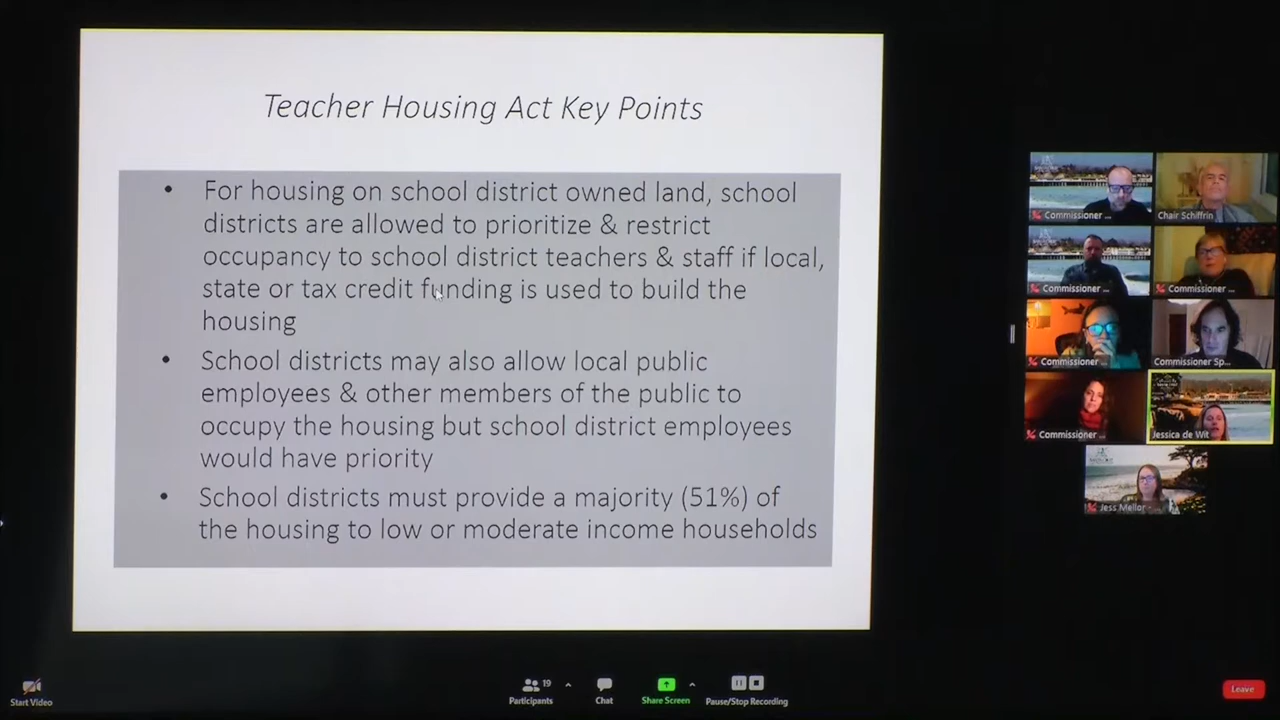 Teacher Housing Act Key Points
• For housing on school district owned land, school
districts are allowed to prioritize & restrict
occupancy to school district teachers & staff if local,
state or tax credit funding is used to build the
housing
• School districts may also allow local public
employees & other members of the public to
occupy the housing but school district employees
would have priority
• School districts must provide a majority (51%) of
the housing to low or moderate income households
Commissioner ...
Chair Schiffrin
Commissioner ...
Commissioner ...
Commissioner ...
Commissioner Sp...
Commissioner ...
Jessica de Wit
Jess Mellor
Start Video
Participants
19
Chat
Share Screen
Pause/Stop Recording
Leave